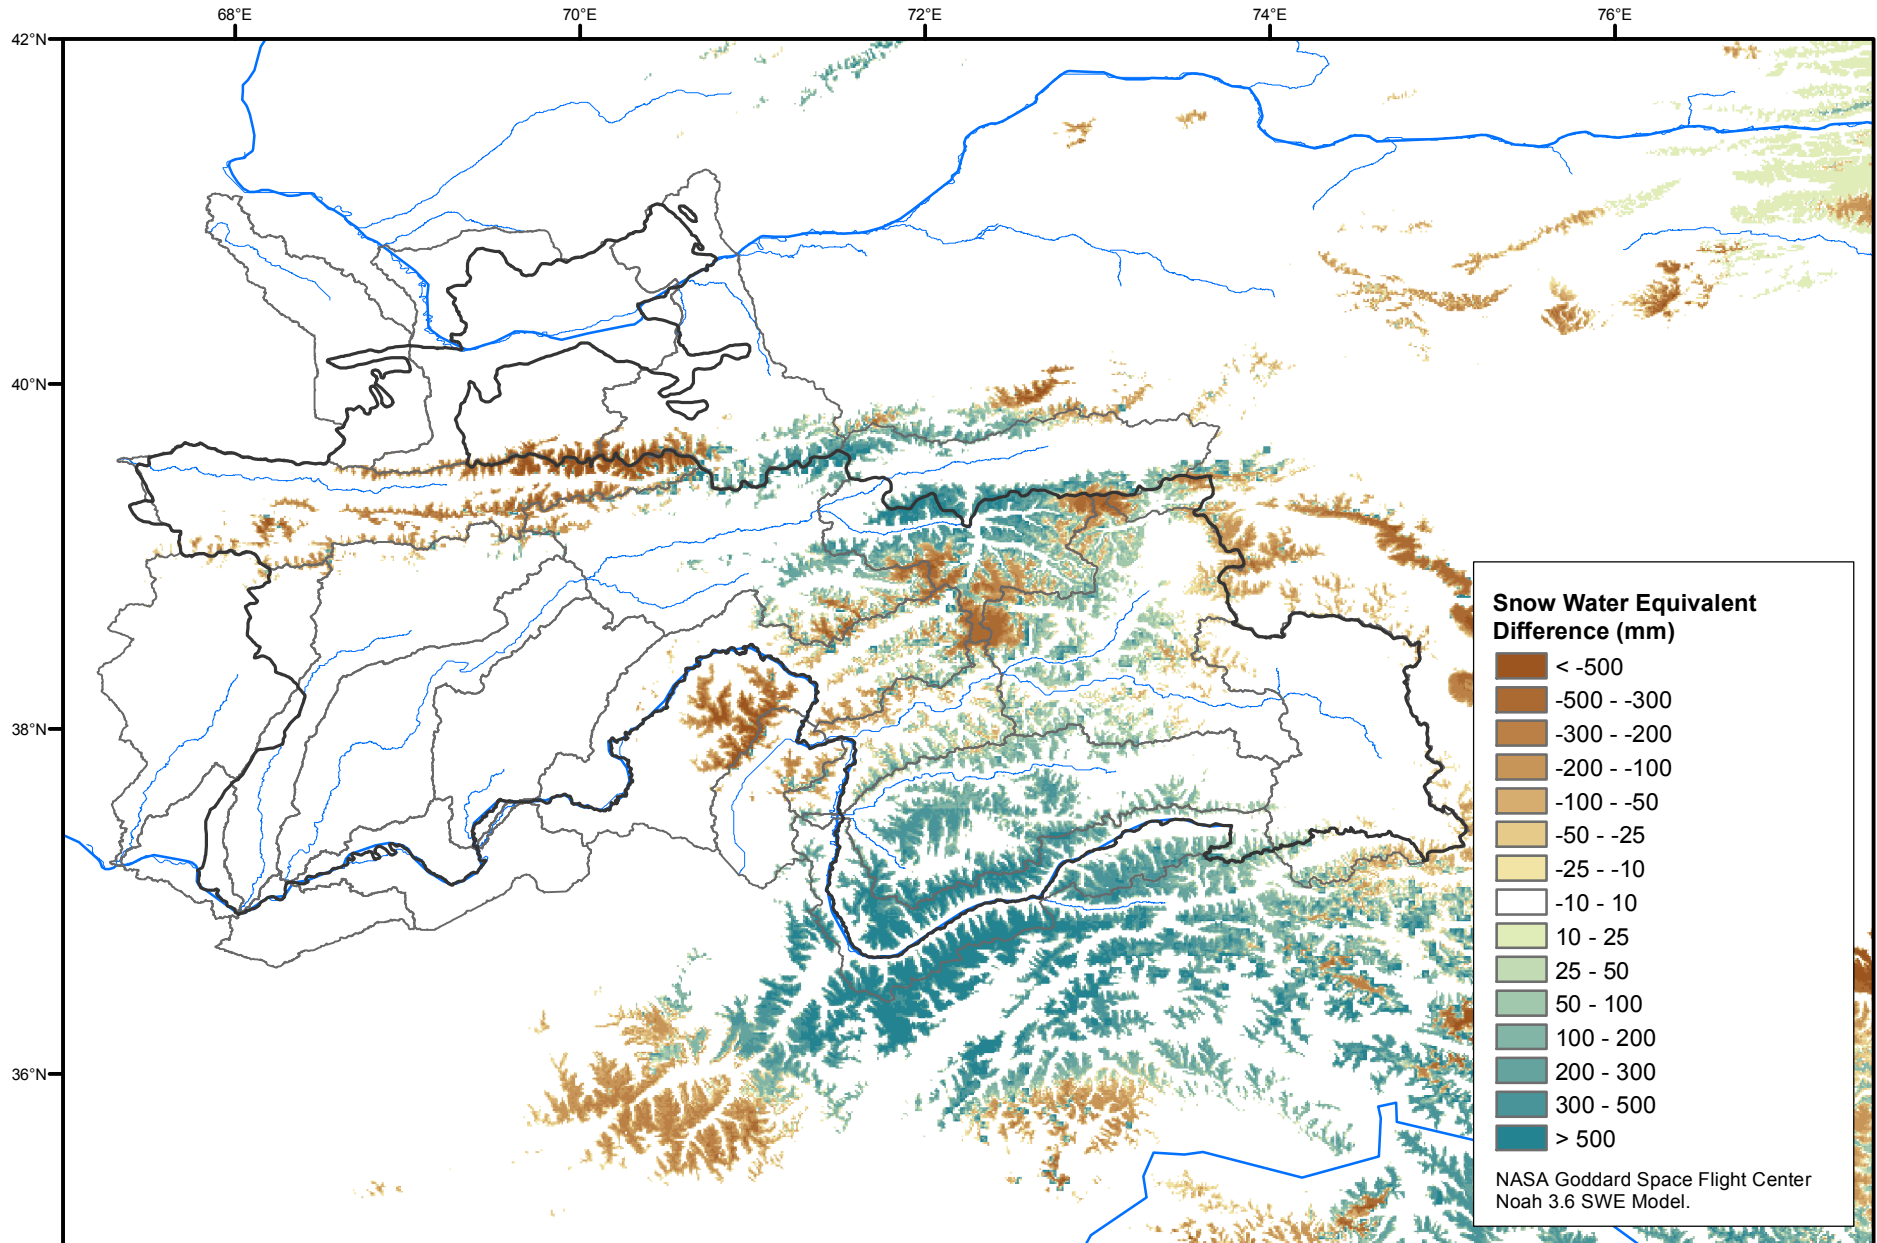 68°E
70°E
72°E
74°E
76°E
42°N
40°N
38°N
36°N
Snow Water Equivalent
Difference (mm)
< -500
-500 - -300
-300 - -200
-200 - -100
-100 - -50
-50 - -25
-25 - -10
-10 - 10
10 - 25
25 - 50
50 - 100
100 - 200
200 - 300
300 - 500
> 500
NASA Goddard Space Flight Center
Noah 3.6 SWE Model.